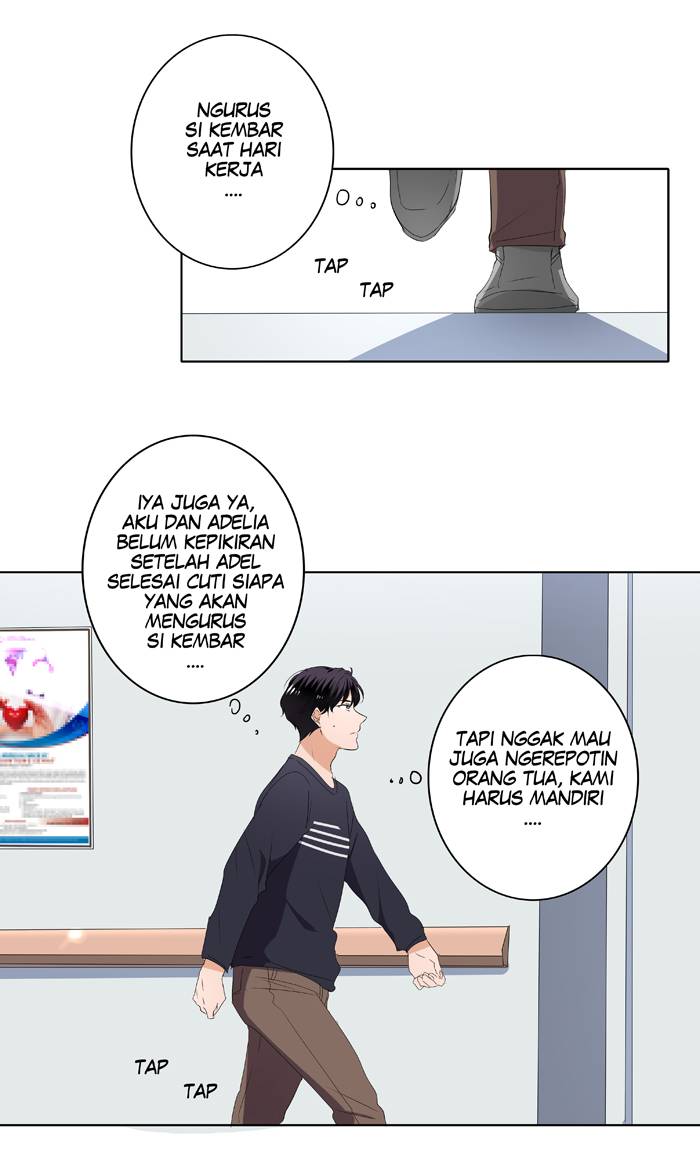 NGURUS
SI KEMBAR
SAAT HARI
KERJA
....
TAP
TAP
IYA JUGA YA,
AKU DAN ADELIA
BELUM KEPIKIRAN
SETELAH ADEL
SELESAI CUTI SIAPA
YANG AKAN
MENGURUS
SI KEMBAR
....
TAPI NGGAK MAU
JUGA NGEREPOTIN
ORANG TUA, KAMI
HARUS MANDIRI
....
TAP
TAP